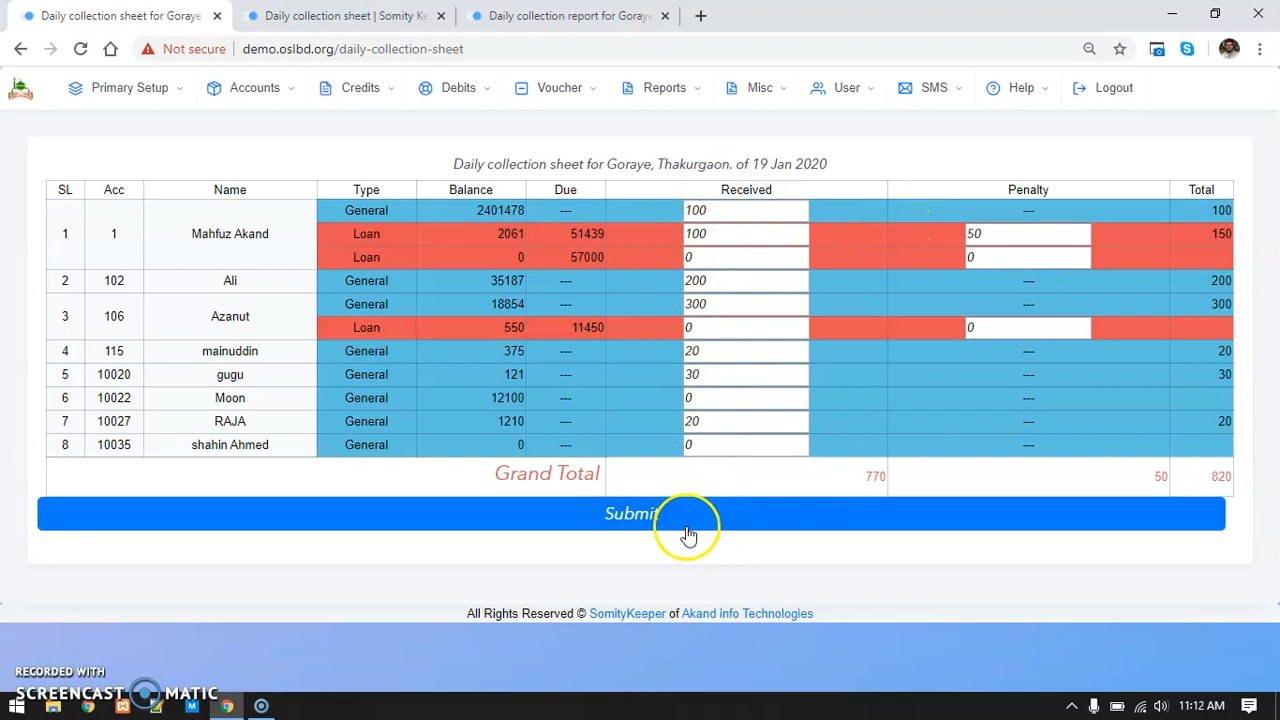 Daily collection sheet for Goraye,
Daily collection sheet | Somity Ke
Daily collection report for Goraye
Not secure
demo.oslbd.org/daily-collection-sheet
Primary Setup
Accounts
Credits
Debits
Voucher
Reports
Misc
User
SMS
Help
Logout
Daily collection sheet for Goraye, Thakurgaon. of 19 Jan 2020
SL Acc Name Type Balance Due Received Penalty Total
1 1 Mahfuz Akand General 2401478 --- 100 --- 100
Loan 2061 51439 100 50 150
Loan 0 57000 0 0
2 102 Ali General 35187 --- 200 --- 200
3 106 Azanut General 18854 --- 300 --- 300
Loan 550 11450 0 0
4 115 mainuddin General 375 --- 20 --- 20
5 10020 gugu General 121 --- 30 --- 30
6 10022 Moon General 12100 --- 0 ---
7 10027 RAJA General 1210 --- 20 --- 20
8 10035 shahin Ahmed General 0 --- 0 ---
Grand Total 770 50 820
Submit
All Rights Reserved © SomityKeeper of Akand info Technologies
RECORDED WITH
SCREENCAST MATIC
11:12 AM